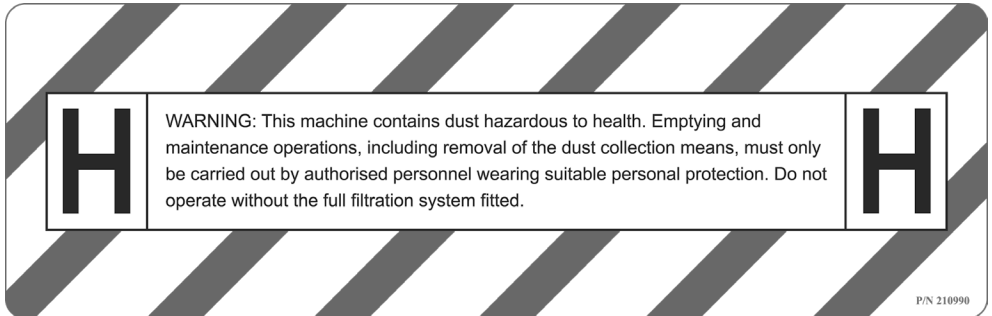 H
WARNING: This machine contains dust hazardous to health. Emptying and
maintenance operations, including removal of the dust collection means, must only
be carried out by authorised personnel wearing suitable personal protection. Do not
operate without the full filtration system fitted.
H
P/N 210990